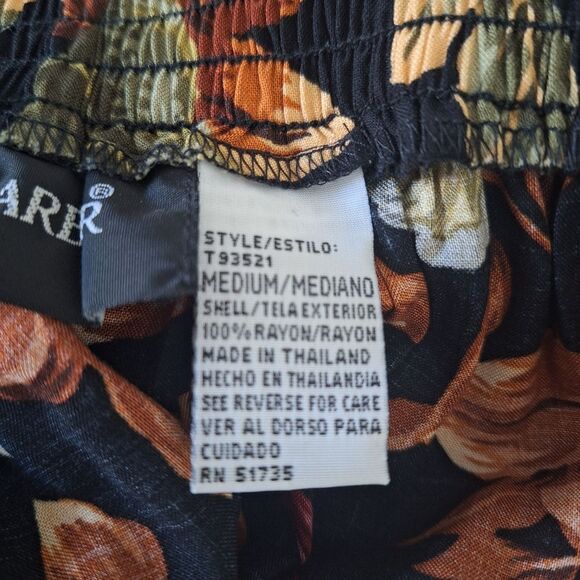 ARER®
STYLE/ESTILO:
T93521
MEDIUM/MEDIANO
SHELL/TELA EXTERIOR
100% RAYON/RAYON
MADE IN THAILAND
HECHO EN THAILANDIA
SEE REVERSE FOR CARE
VER AL DORSO PARA
CUIDADO
RN 51735